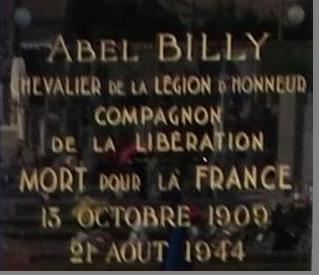 ABEL BILLY
CHEVALIER DE LA LÉGION D'HONNEUR
COMPAGNON
DE LA LIBÉRATION
MORT POUR LA FRANCE
15 OCTOBRE 1909
21 AOUT 1944